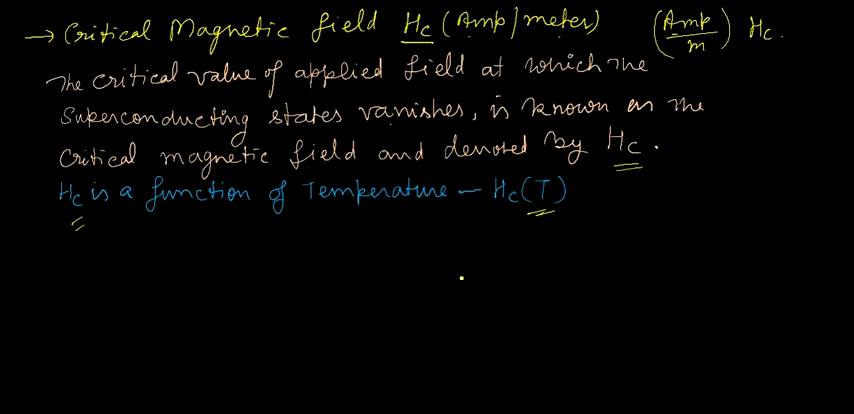 → Critical Magnetic field Hc (Amp/meter) (Amp/m) Hc.
The critical value of applied field at which the
Superconducting states vanishes, is known as the
critical magnetic field and denoted by Hc.
Hc is a function of Temperature — Hc(T)